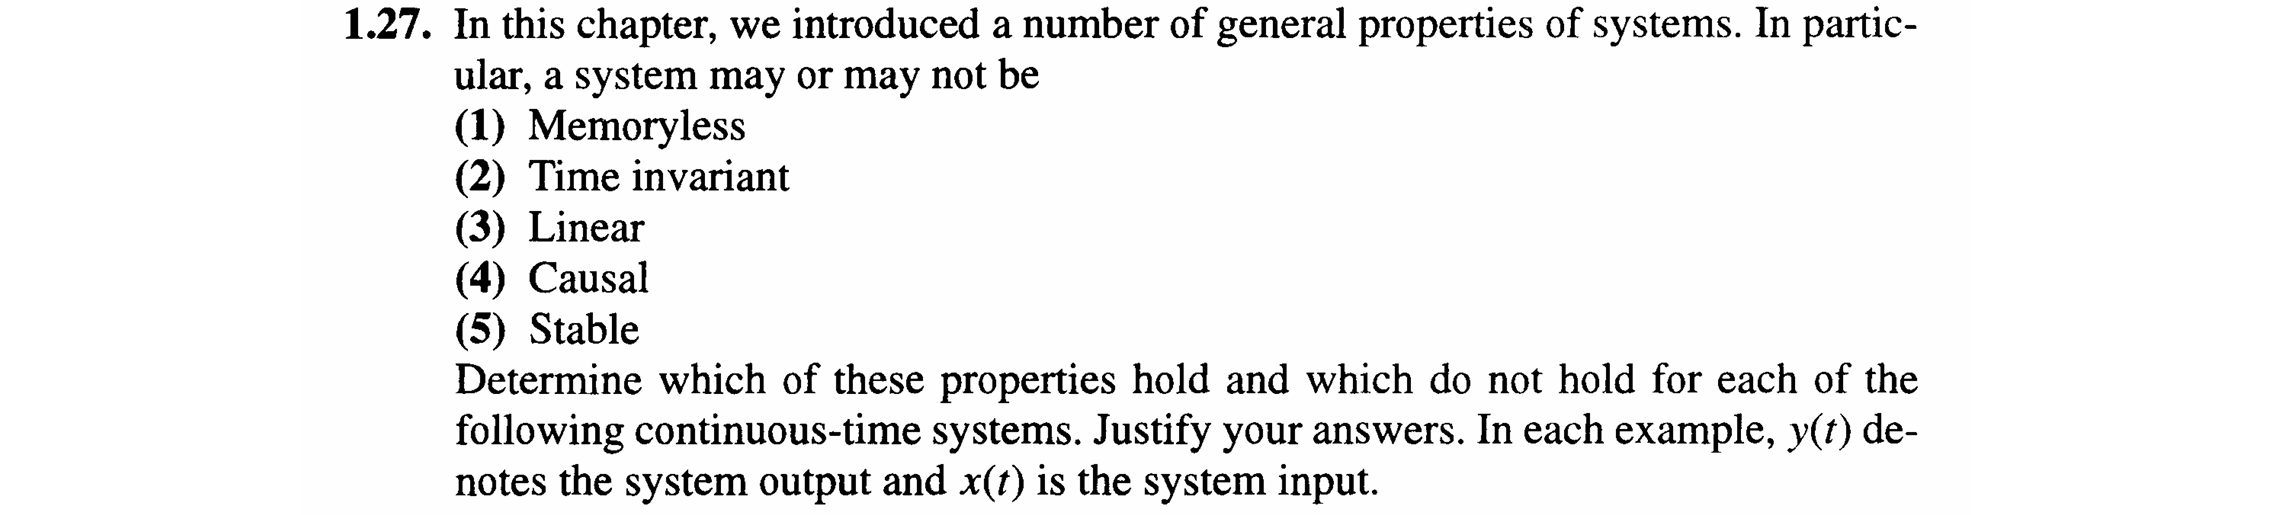 1.27. In this chapter, we introduced a number of general properties of systems. In partic-
ular, a system may or may not be
(1) Memoryless
(2) Time invariant
(3) Linear
(4) Causal
(5) Stable
Determine which of these properties hold and which do not hold for each of the
following continuous-time systems. Justify your answers. In each example, y(t) de-
notes the system output and x(t) is the system input.